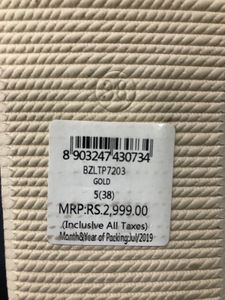 38
8 903247 430734
BZLTP7203
GOLD
5(38)
MRP:RS.2,999.00
(Inclusive All Taxes)
Month&Year of Packing:Jul/2019